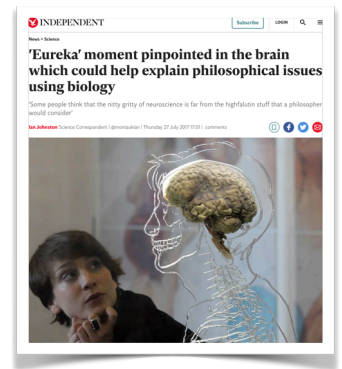 INDEPENDENT
Subscribe
LOGIN
News > Science
'Eureka' moment pinpointed in the brain
which could help explain philosophical issues
using biology
'Some people think that the nitty gritty of neuroscience is far from the highfalutin stuff that a philosopher
would consider'
Ian Johnston Science Correspondent | @montaukian | Thursday 27 July 2017 17:51 | comments